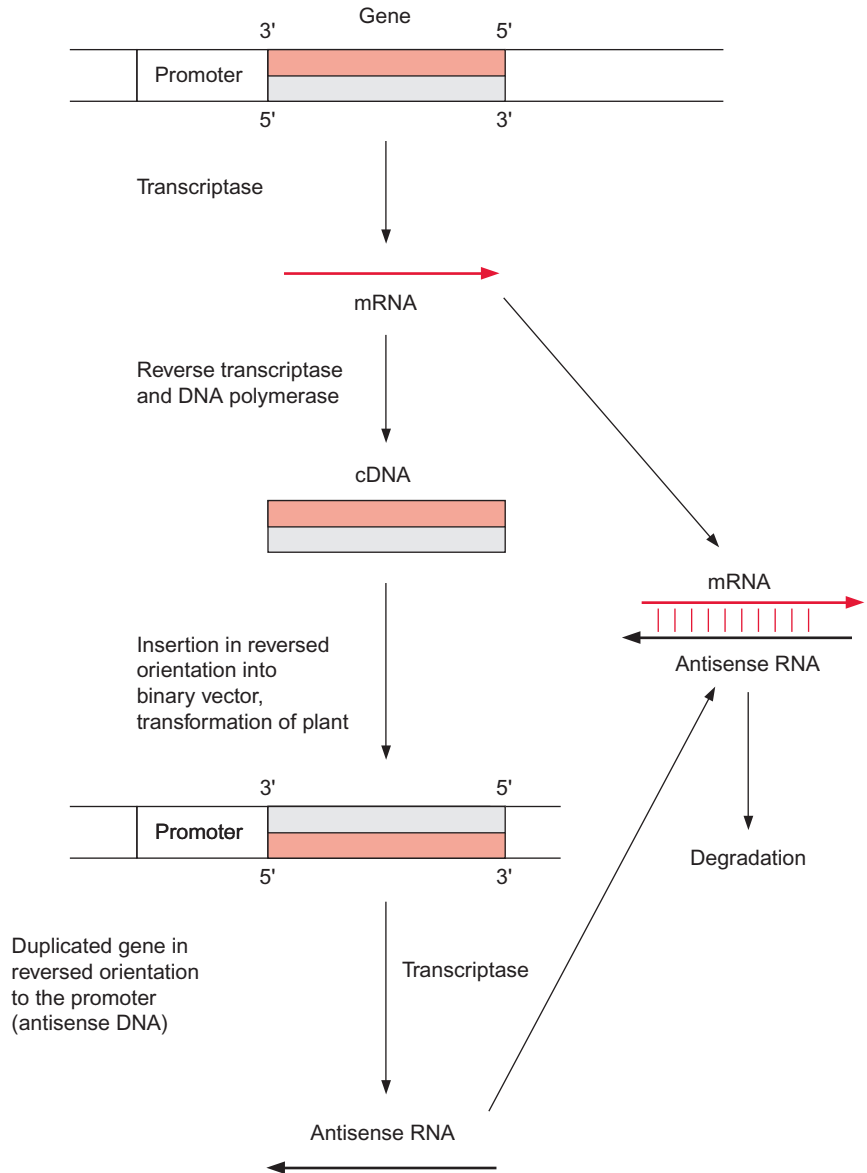 Gene
3' 5'
Promoter
5' 3'
Transcriptase
mRNA
Reverse transcriptase
and DNA polymerase
cDNA
mRNA
Antisense RNA
Insertion in reversed
orientation into
binary vector,
transformation of plant
3' 5'
Promoter
5' 3'
Degradation
Duplicated gene in
reversed orientation
to the promoter
(antisense DNA)
Transcriptase
Antisense RNA